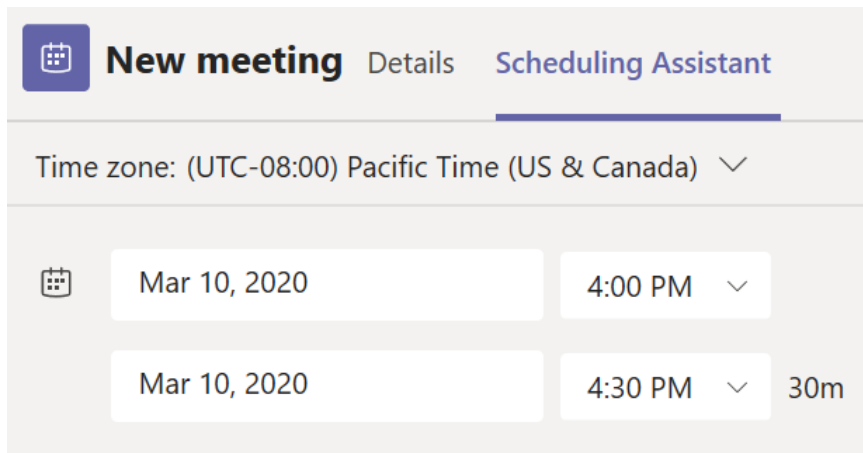 New meeting Details Scheduling Assistant
Time zone: (UTC-08:00) Pacific Time (US & Canada)
Mar 10, 2020 4:00 PM
Mar 10, 2020 4:30 PM 30m